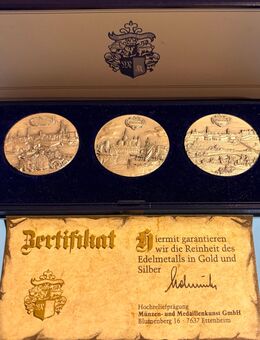 Zertifikat
Hiermit garantieren
wir die Reinheit des
Edelmetalls in Gold und
Silber
Hochreliefprägung
Münzen- und Medaillenkunst GmbH
Blumenberg 16 · 7637 Ettenheim